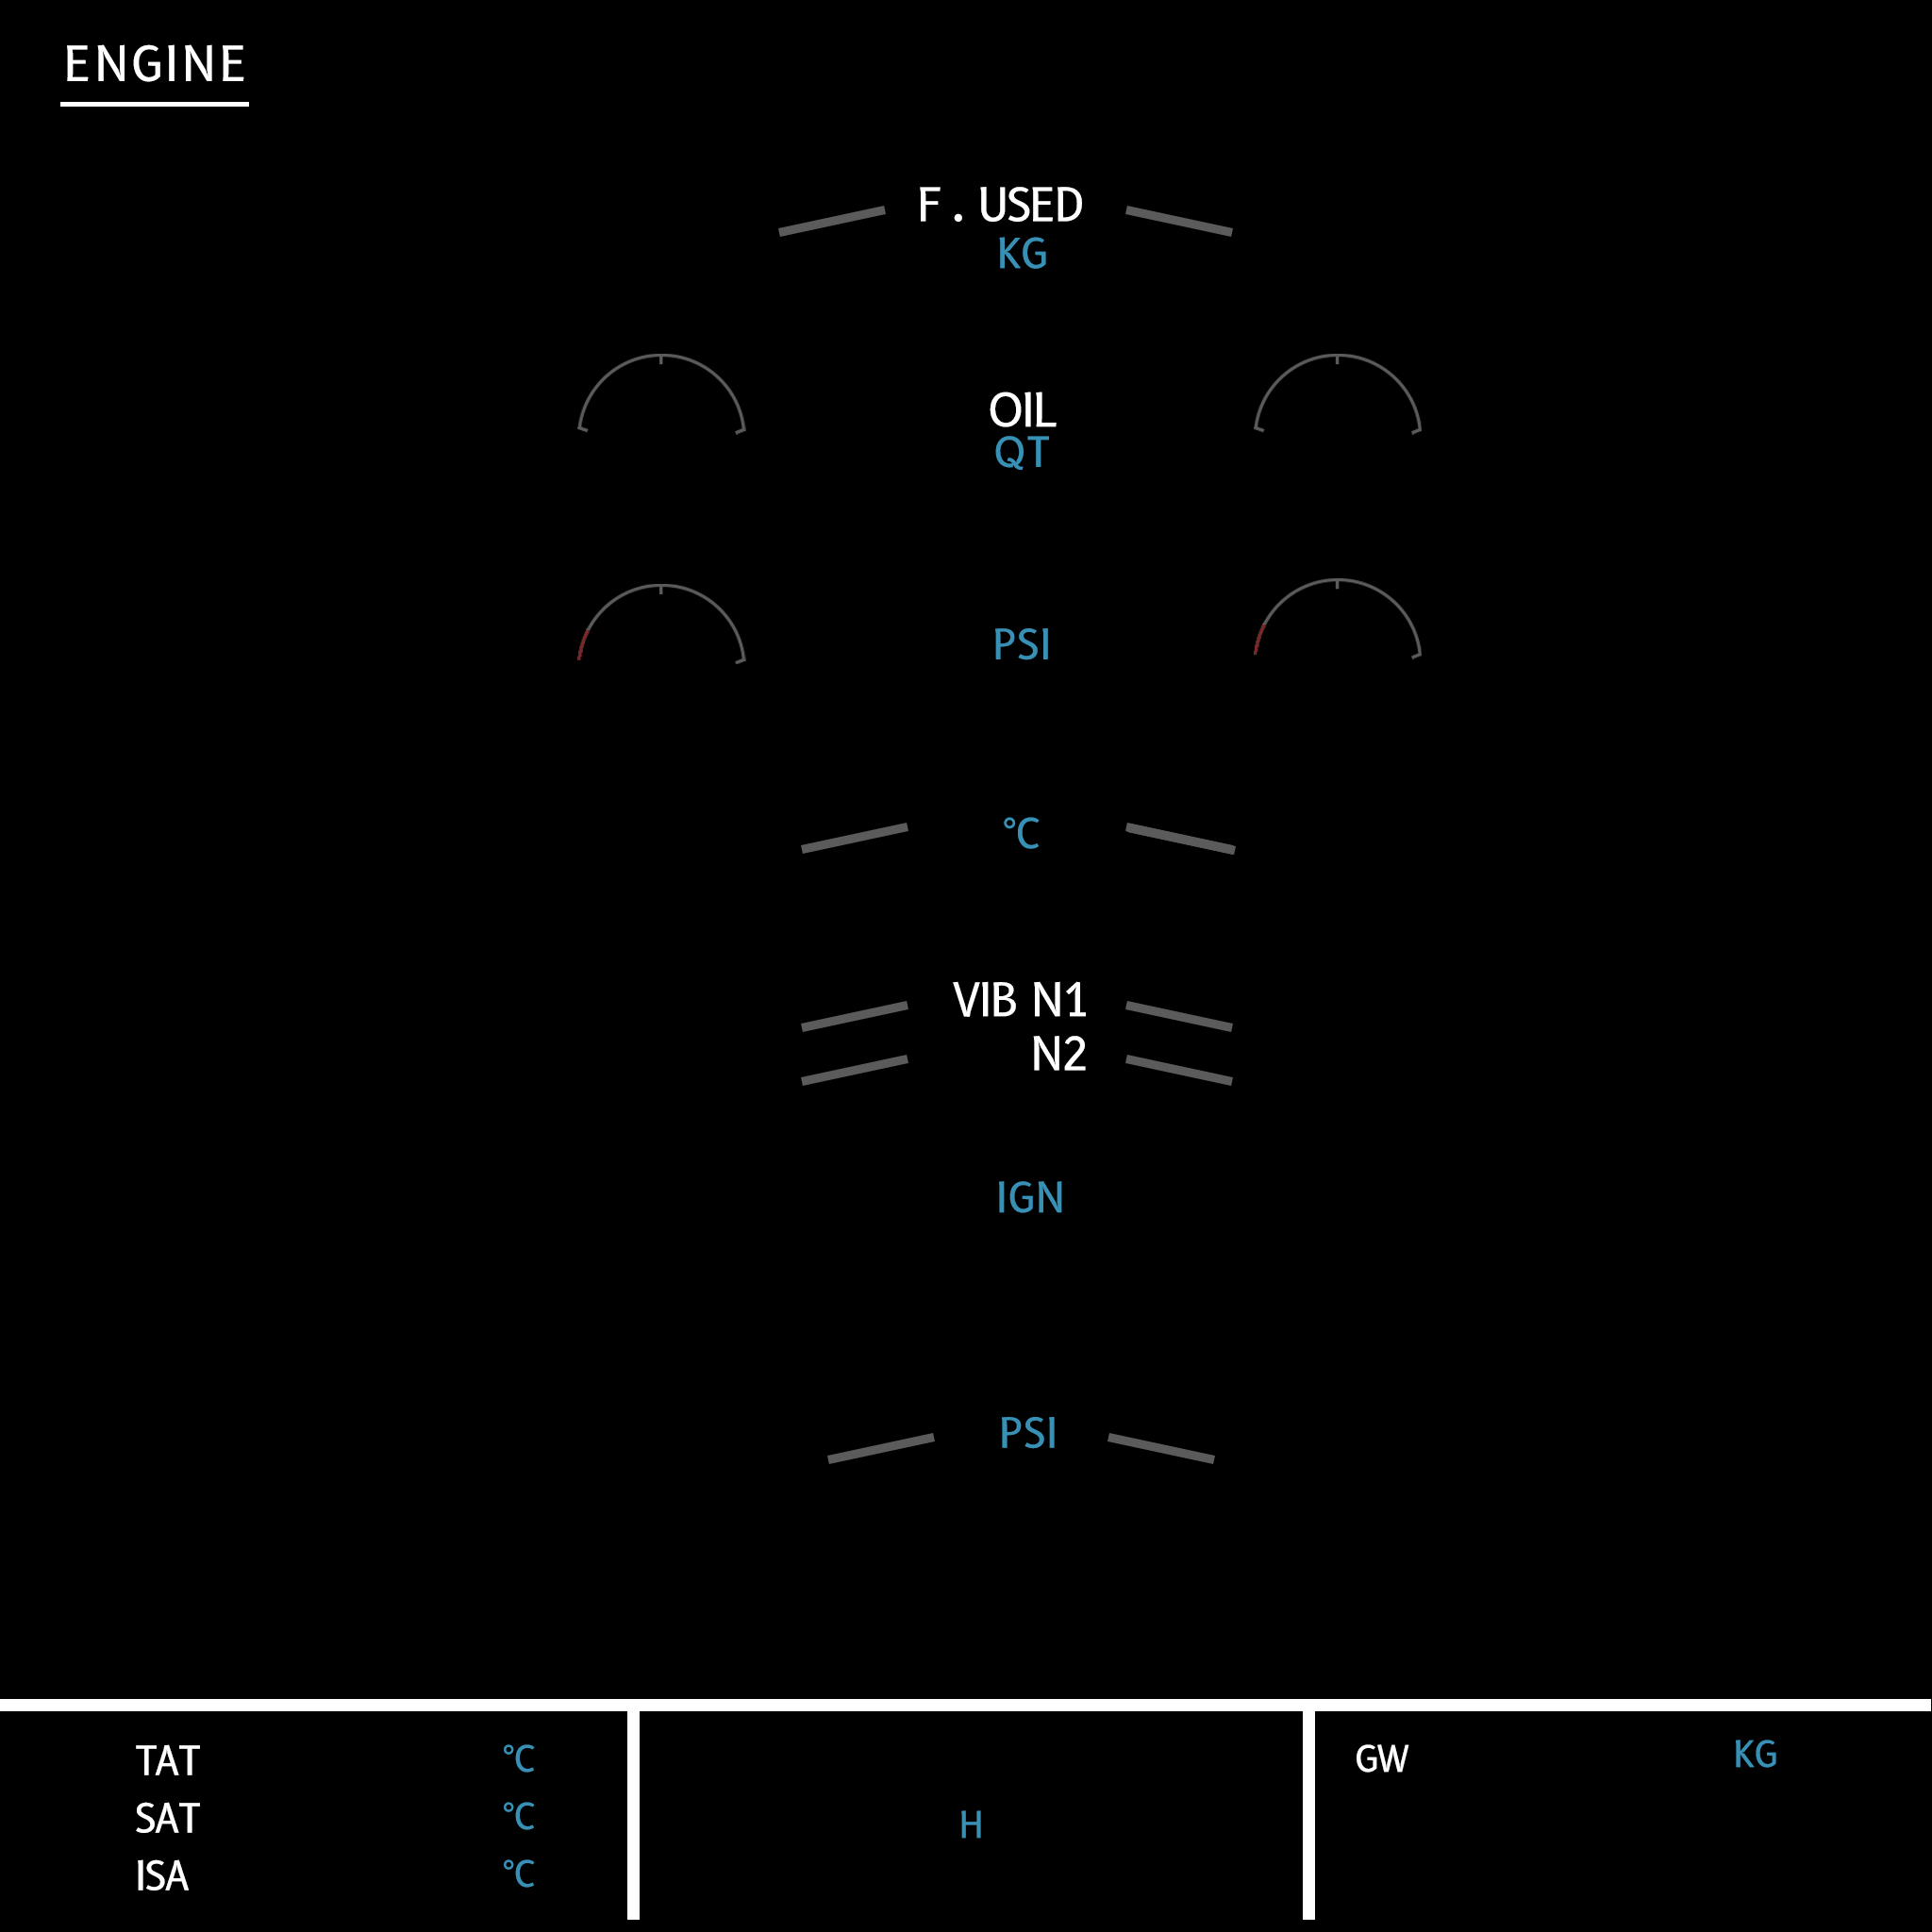 ENGINE
F. USED
KG
OIL
QT
PSI
°C
VIB N1
N2
IGN
PSI
TAT °C
SAT °C
ISA °C
H
GW KG